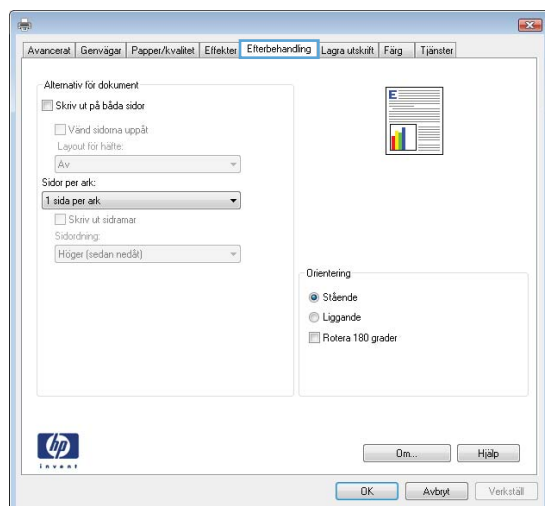 Avancerat Genvägar Papper/kvalitet Effekter Efterbehandling Lagra utskrift Färg Tjänster
Alternativ för dokument
Skriv ut på båda sidor
Vänd sidorna uppåt
Layout för häfte:
Av
Sidor per ark:
1 sida per ark
Skriv ut sidramar
Sidordning:
Höger (sedan nedåt)
E
Orientering
Stående
Liggande
Rotera 180 grader
hp
invent
Om... Hjälp
OK Avbryt Verkställ